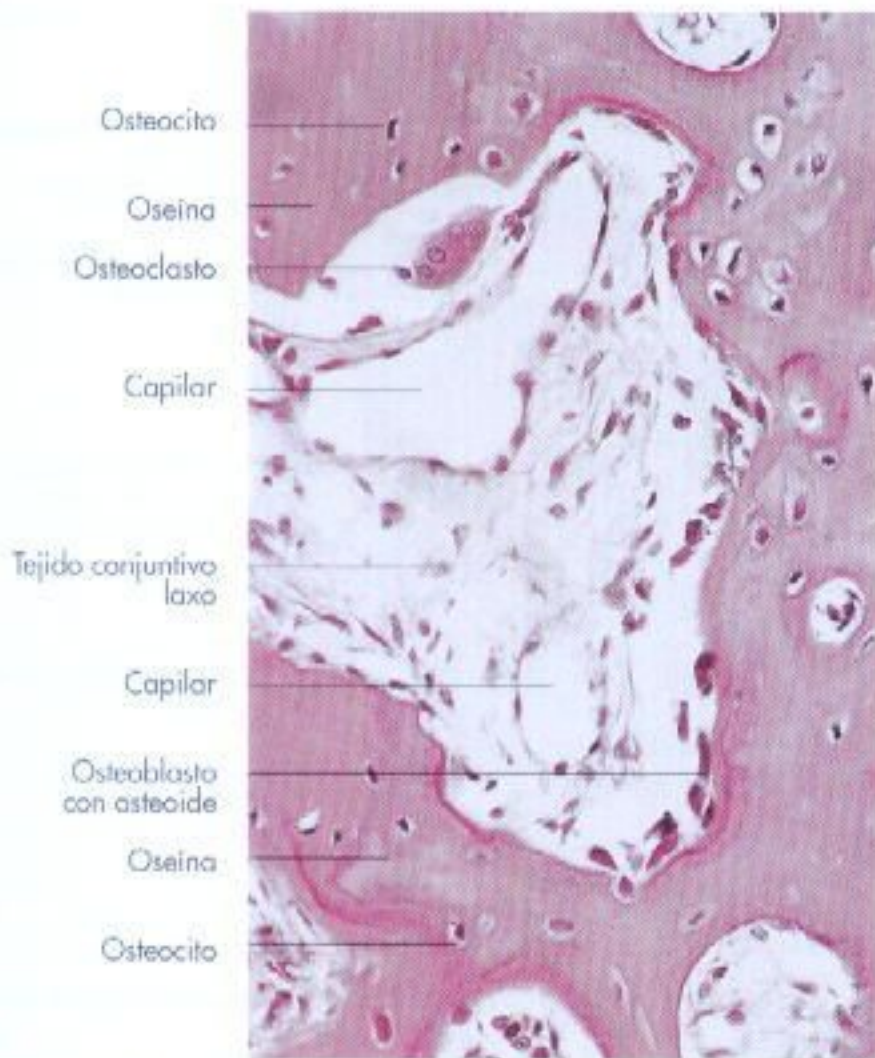 Osteocito
Oseína
Osteoclasto
Capilar
Tejido conjuntivo
laxo
Capilar
Osteoblasto
con osteoide
Oseína
Osteocito